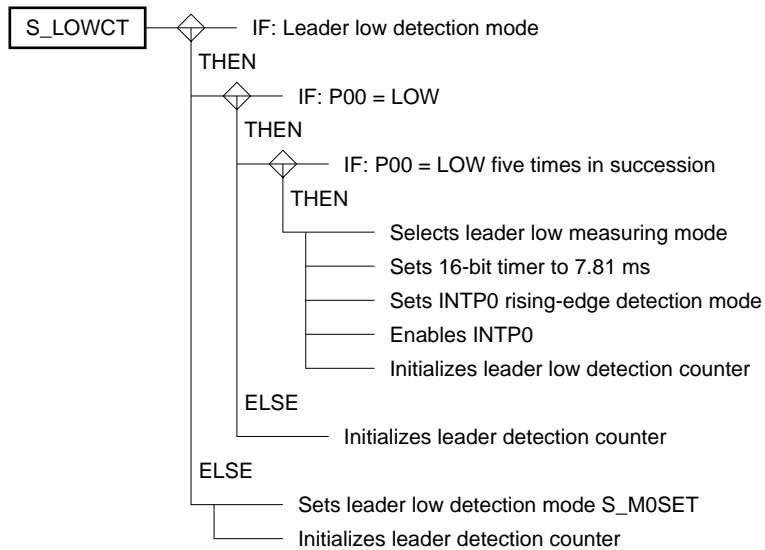 S_LOWCT
IF: Leader low detection mode
THEN
IF: P00 = LOW
THEN
IF: P00 = LOW five times in succession
THEN
Selects leader low measuring mode
Sets 16-bit timer to 7.81 ms
Sets INTP0 rising-edge detection mode
Enables INTP0
Initializes leader low detection counter
ELSE
Initializes leader detection counter
ELSE
Sets leader low detection mode S_M0SET
Initializes leader detection counter